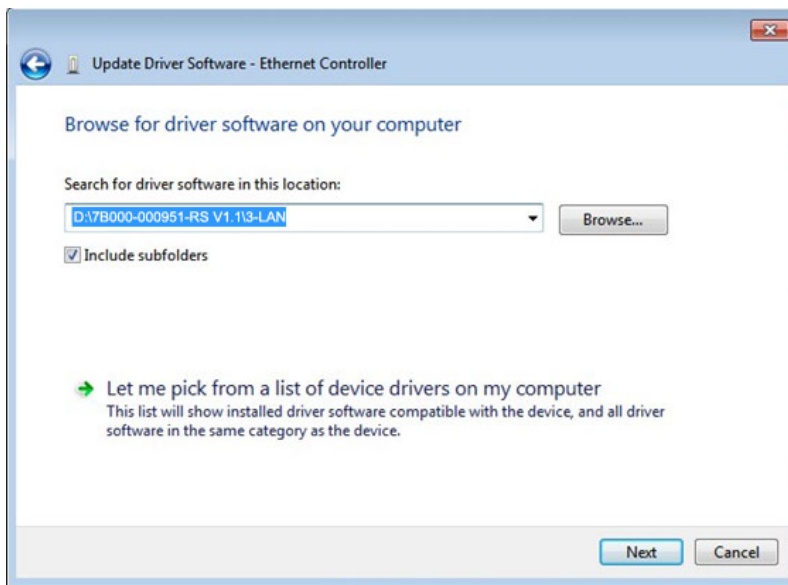 Update Driver Software - Ethernet Controller
Browse for driver software on your computer
Search for driver software in this location:
D:\7B000-000951-RS V1.1\3-LAN
Browse...
Include subfolders
Let me pick from a list of device drivers on my computer
This list will show installed driver software compatible with the device, and all driver
software in the same category as the device.
Next
Cancel